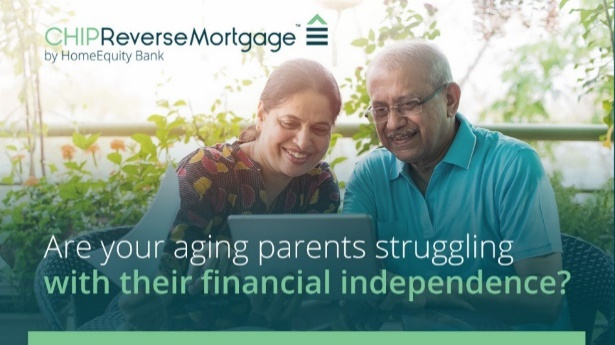 CHIPReverseMortgage™
by HomeEquity Bank
Are your aging parents struggling
with their financial independence?